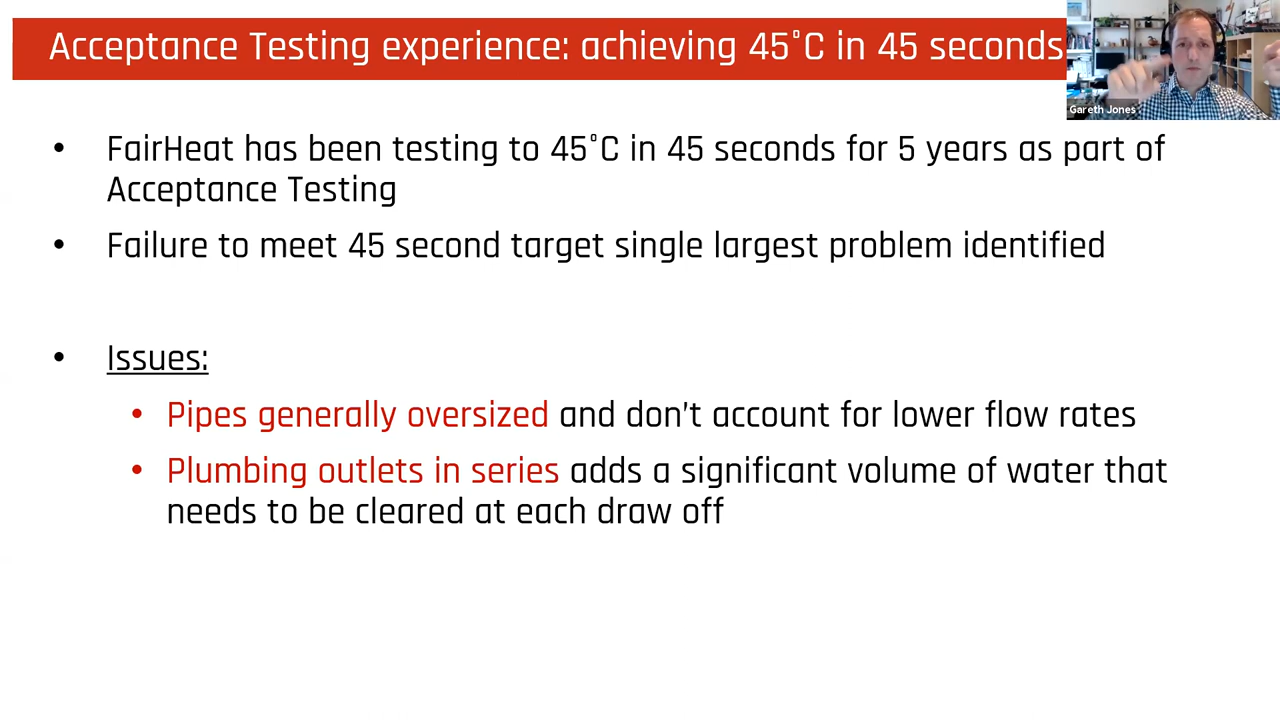 Acceptance Testing experience: achieving 45°C in 45 seconds
Gareth Jones
• FairHeat has been testing to 45°C in 45 seconds for 5 years as part of
Acceptance Testing
• Failure to meet 45 second target single largest problem identified
• Issues:
• Pipes generally oversized and don't account for lower flow rates
• Plumbing outlets in series adds a significant volume of water that
needs to be cleared at each draw off